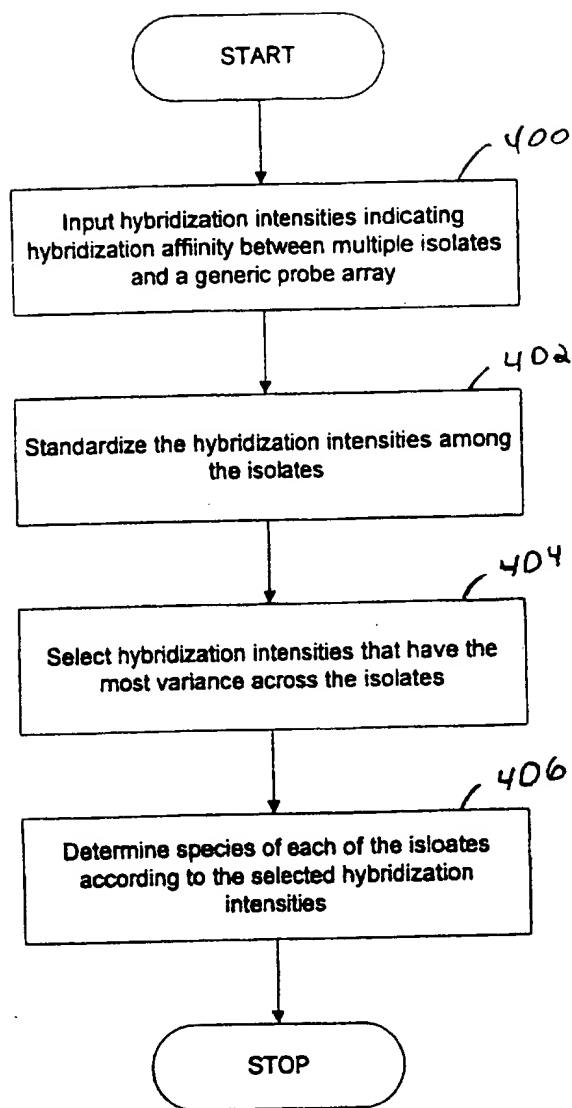 START
400
Input hybridization intensities indicating
hybridization affiinity between multiple isolates
and a generic probe array
402
Standardize the hybridization intensities among
the isolates
404
Select hybridization intensities that have the
most variance across the isolates
406
Determine species of each of the isloates
according to the selected hybridization
intensities
STOP